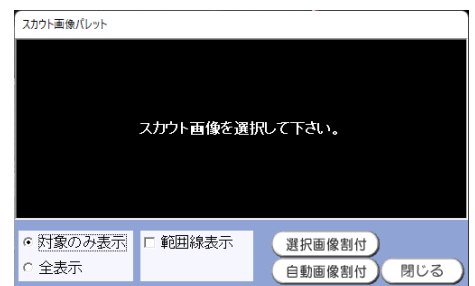 スカウト画像パレット
スカウト画像を選択して下さい。
対象のみ表示
範囲線表示
選択画像割付
全表示
自動画像割付
閉じる